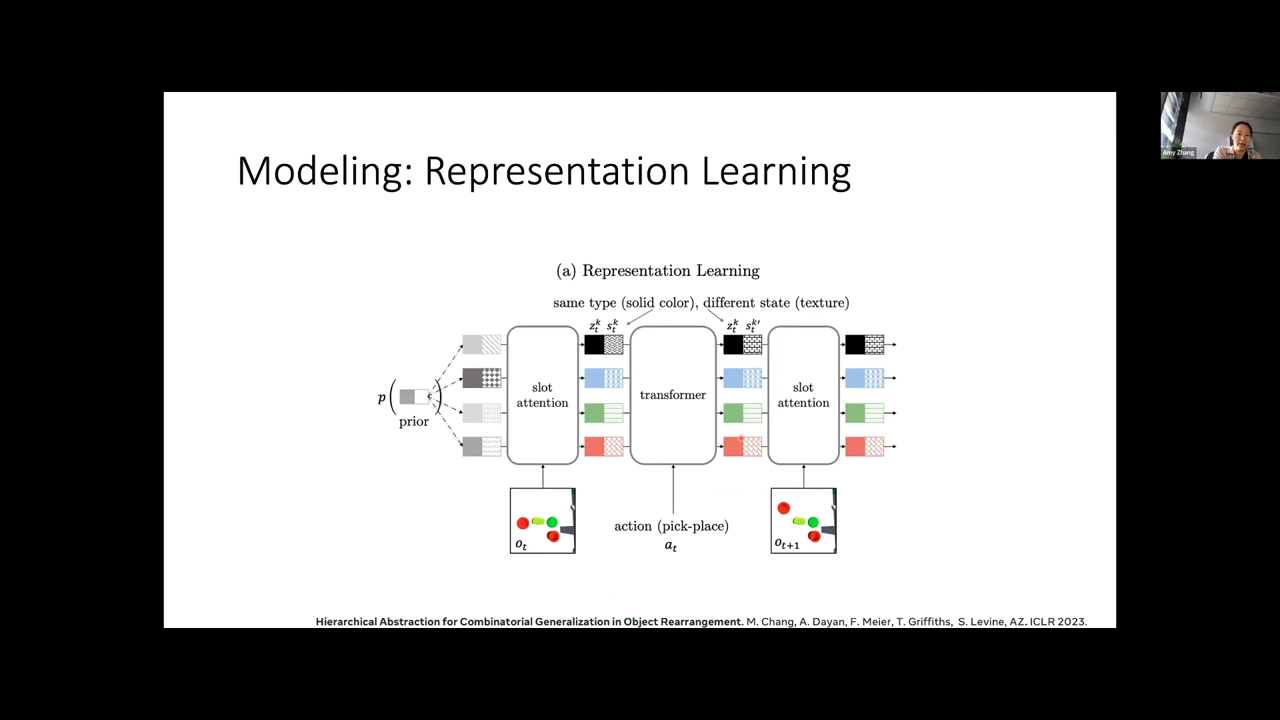 Modeling: Representation Learning
Amy Zhang
(a) Representation Learning
same type (solid color), different state (texture)
z_t^k s_t^k
z_t^k s_t^k'
p( )
prior
slot
attention
transformer
slot
attention
o_t
action (pick-place)
a_t
o_t+1
Hierarchical Abstraction for Combinatorial Generalization in Object Rearrangement. M. Chang, A. Dayan, F. Meier, T. Griffiths, S. Levine, AZ. ICLR 2023.